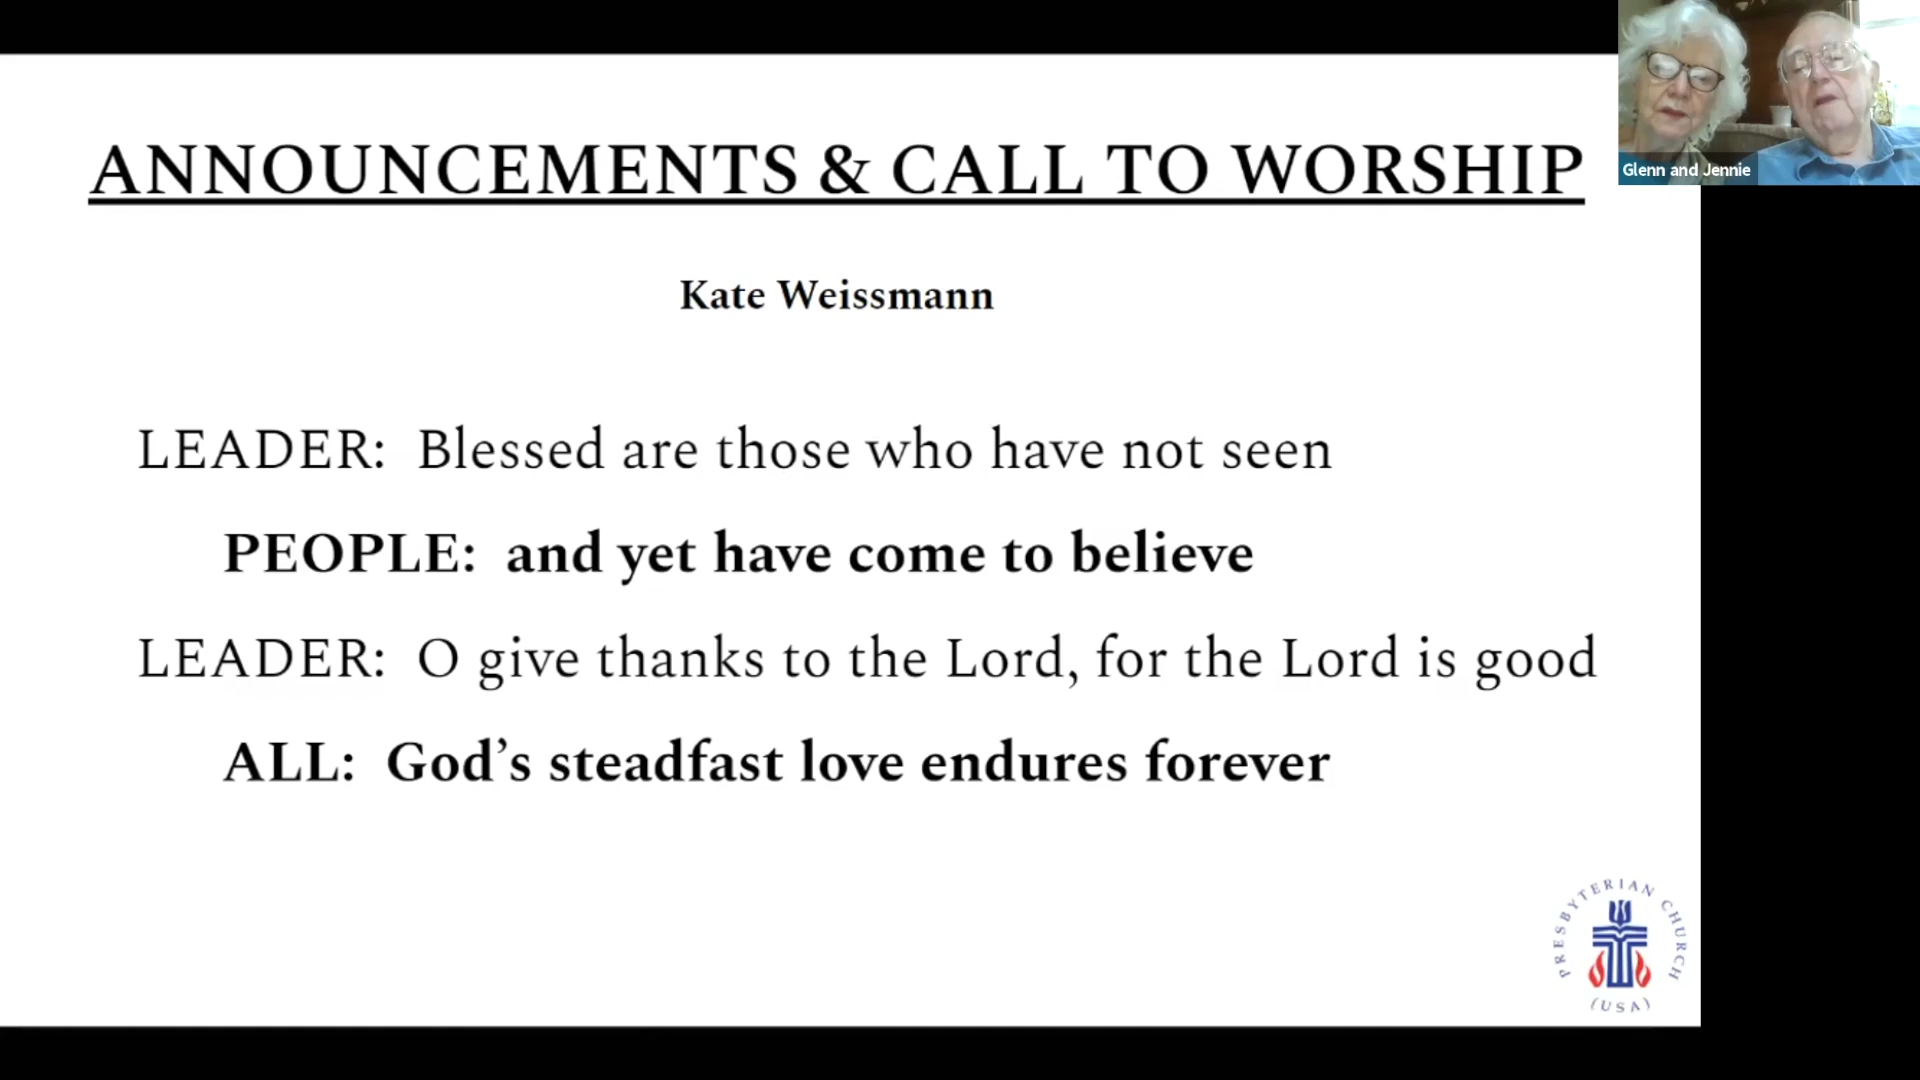 ANNOUNCEMENTS & CALL TO WORSHIP
Glenn and Jennie
Kate Weissmann
LEADER: Blessed are those who have not seen
PEOPLE: and yet have come to believe
LEADER: O give thanks to the Lord, for the Lord is good
ALL: God’s steadfast love endures forever
PRESBYTERIAN CHURCH
(USA)